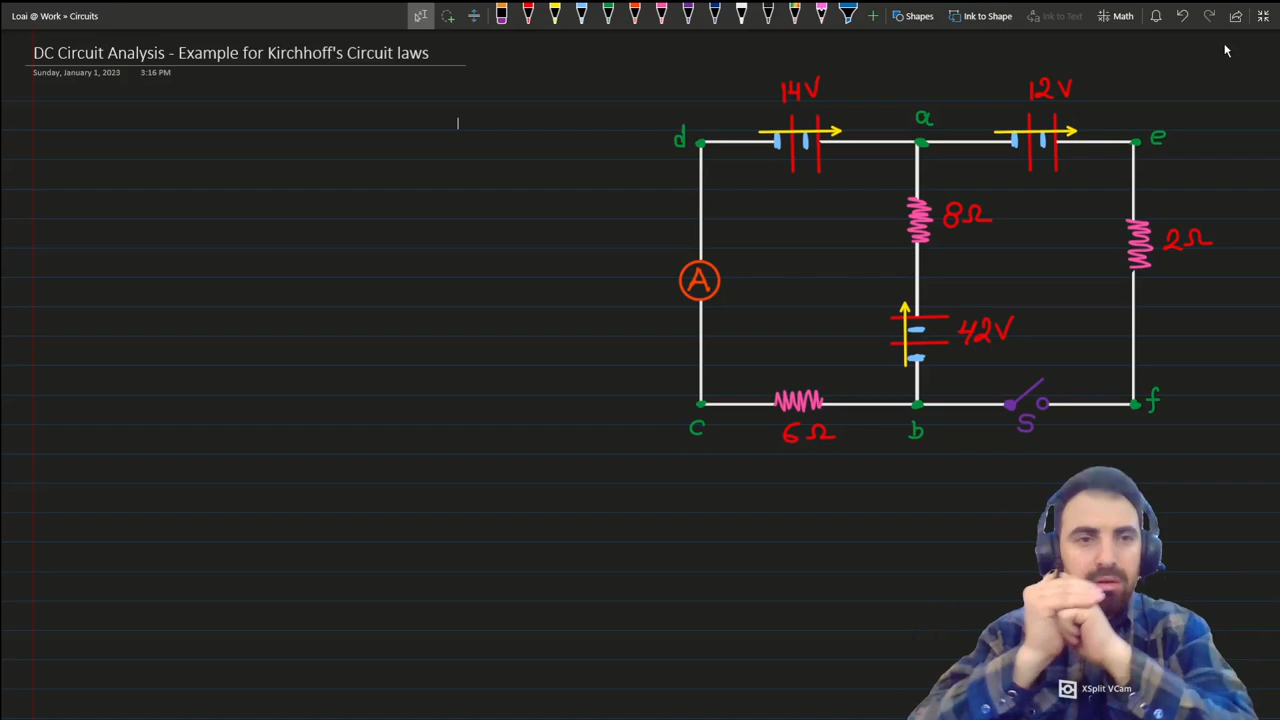 Loai @ Work » Circuits
Shapes
Ink to Shape
Ink to Text
Math
DC Circuit Analysis - Example for Kirchhoff's Circuit laws
Sunday, January 1, 2023 3:16 PM
14V
12V
d
a
e
8Ω
2Ω
A
42V
c
6Ω
b
S
f
XSplit VCam